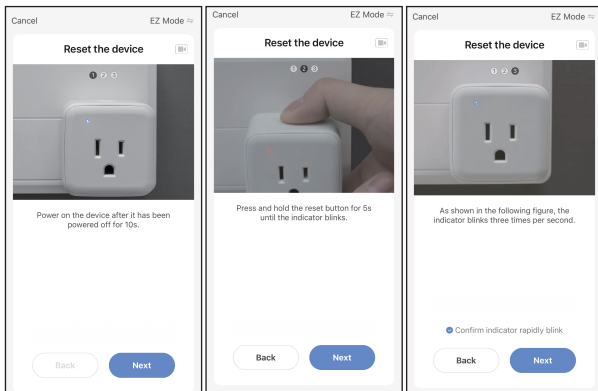 Cancel
EZ Mode
Reset the device
1 2 3
Power on the device after it has been
powered off for 10s.
Back
Next
Cancel
EZ Mode
Reset the device
1 2 3
Press and hold the reset button for 5s
until the indicator blinks.
Back
Next
Cancel
EZ Mode
Reset the device
1 2 3
As shown in the following figure, the
indicator blinks three times per second.
Confirm indicator rapidly blink
Back
Next